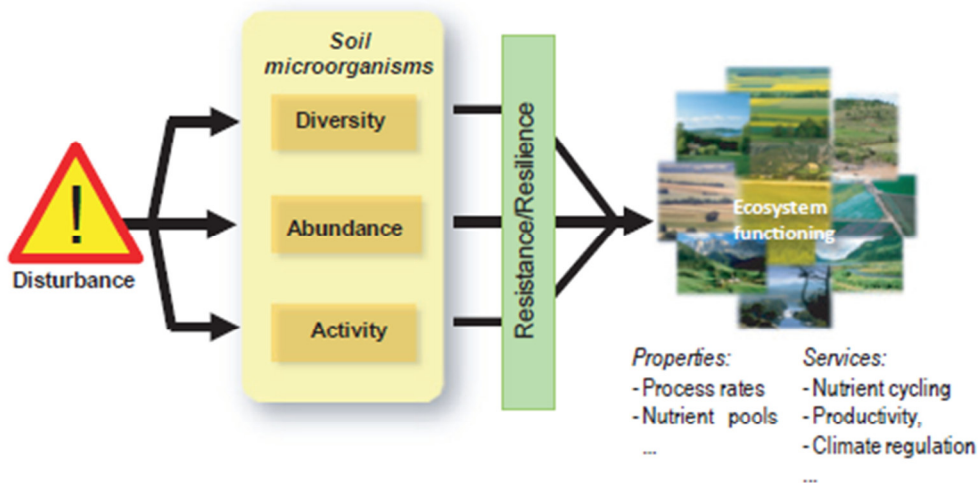 Soil
microorganisms
Diversity
Abundance
Activity
!
Disturbance
Resistance/Resilience
Ecosystem
functioning
Properties:
- Process rates
- Nutrient pools
...
Services:
- Nutrient cycling
- Productivity,
- Climate regulation
...